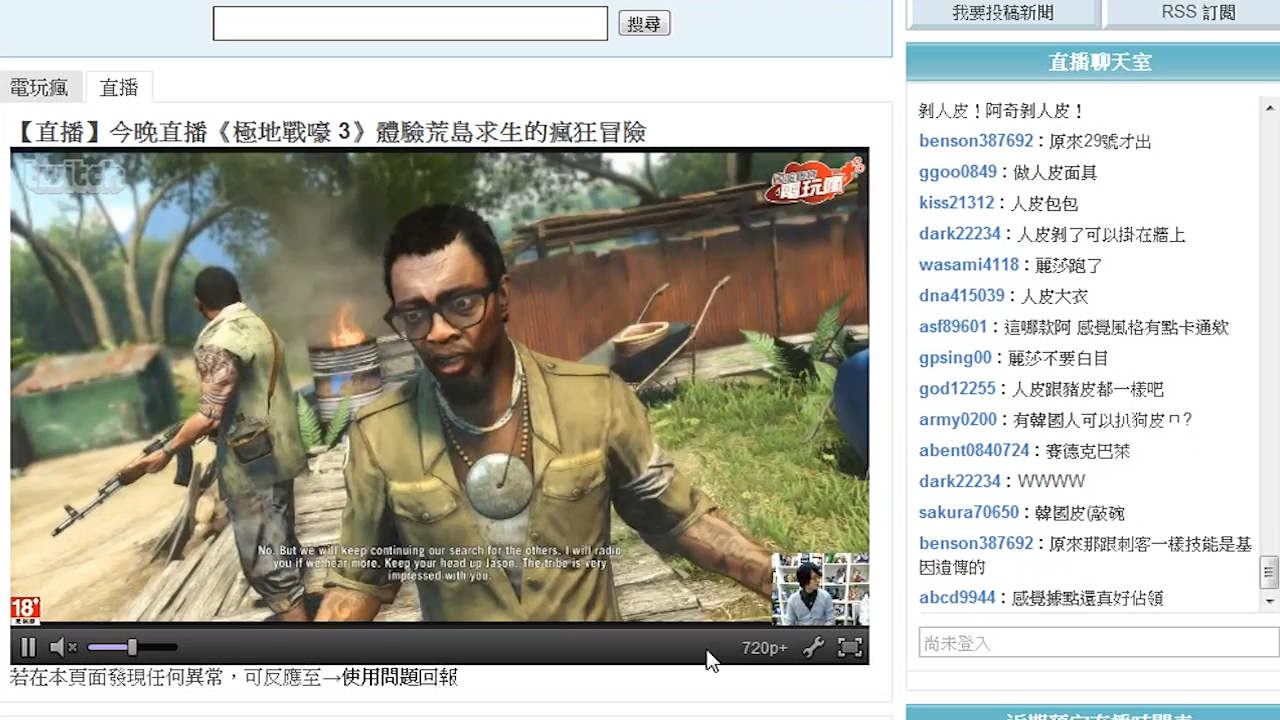 搜尋
我要投稿新聞
RSS 訂閱
電玩瘋
直播
【直播】今晚直播《極地戰嚎 3》體驗荒島求生的瘋狂冒險
twitch
電玩瘋
No. But we will keep continuing our search for the others. I will radio
you if we hear more. Keep your head up Jason. The tribe is very
impressed with you.
18+
720p+
若在本頁面發現任何異常，可反應至→使用問題回報
直播聊天室
剝人皮！阿奇剝人皮！
benson387692：原來29號才出
ggoo0849：做人皮面具
kiss21312：人皮包包
dark22234：人皮剝了可以掛在牆上
wasami4118：麗莎跑了
dna415039：人皮大衣
asf89601：這哪款阿 感覺風格有點卡通欸
gpsing00：麗莎不要白目
god12255：人皮跟豬皮都一樣吧
army0200：有韓國人可以扒狗皮ㄇ?
abent0840724：賽德克巴萊
dark22234：WWWW
sakura70650：韓國皮(敲碗
benson387692：原來那跟刺客一樣技能是基
因遺傳的
abcd9944：感覺據點還真好佔領
尚未登入